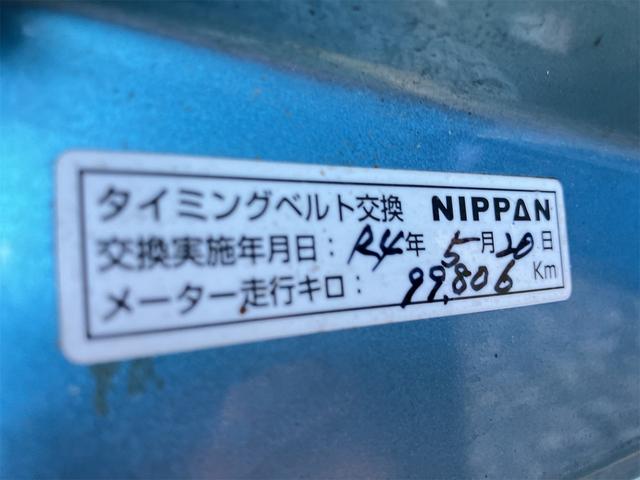 タイミングベルト交換 NIPPAN
交換実施年月日：R4年 5月20日
メーター走行キロ： 99,806 Km